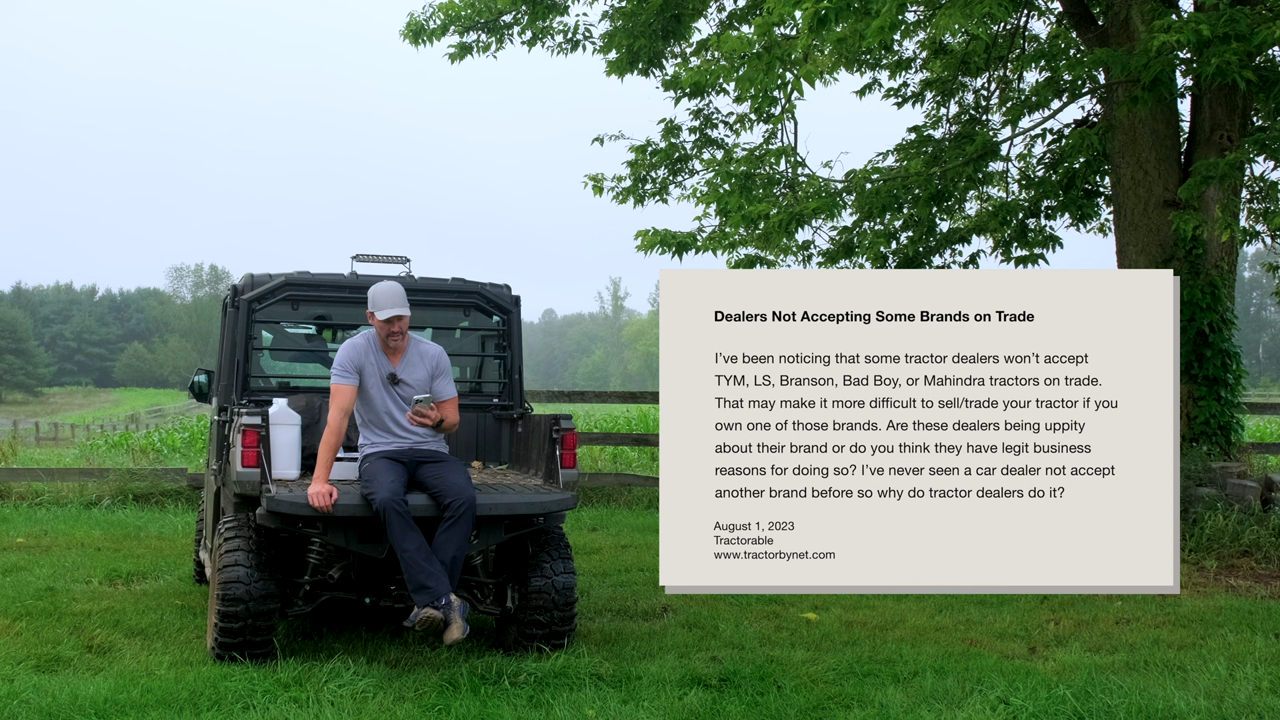 Dealers Not Accepting Some Brands on Trade
I've been noticing that some tractor dealers won't accept
TYM, LS, Branson, Bad Boy, or Mahindra tractors on trade.
That may make it more difficult to sell/trade your tractor if you
own one of those brands. Are these dealers being uppity
about their brand or do you think they have legit business
reasons for doing so? I've never seen a car dealer not accept
another brand before so why do tractor dealers do it?
August 1, 2023
Tractorable
www.tractorbynet.com